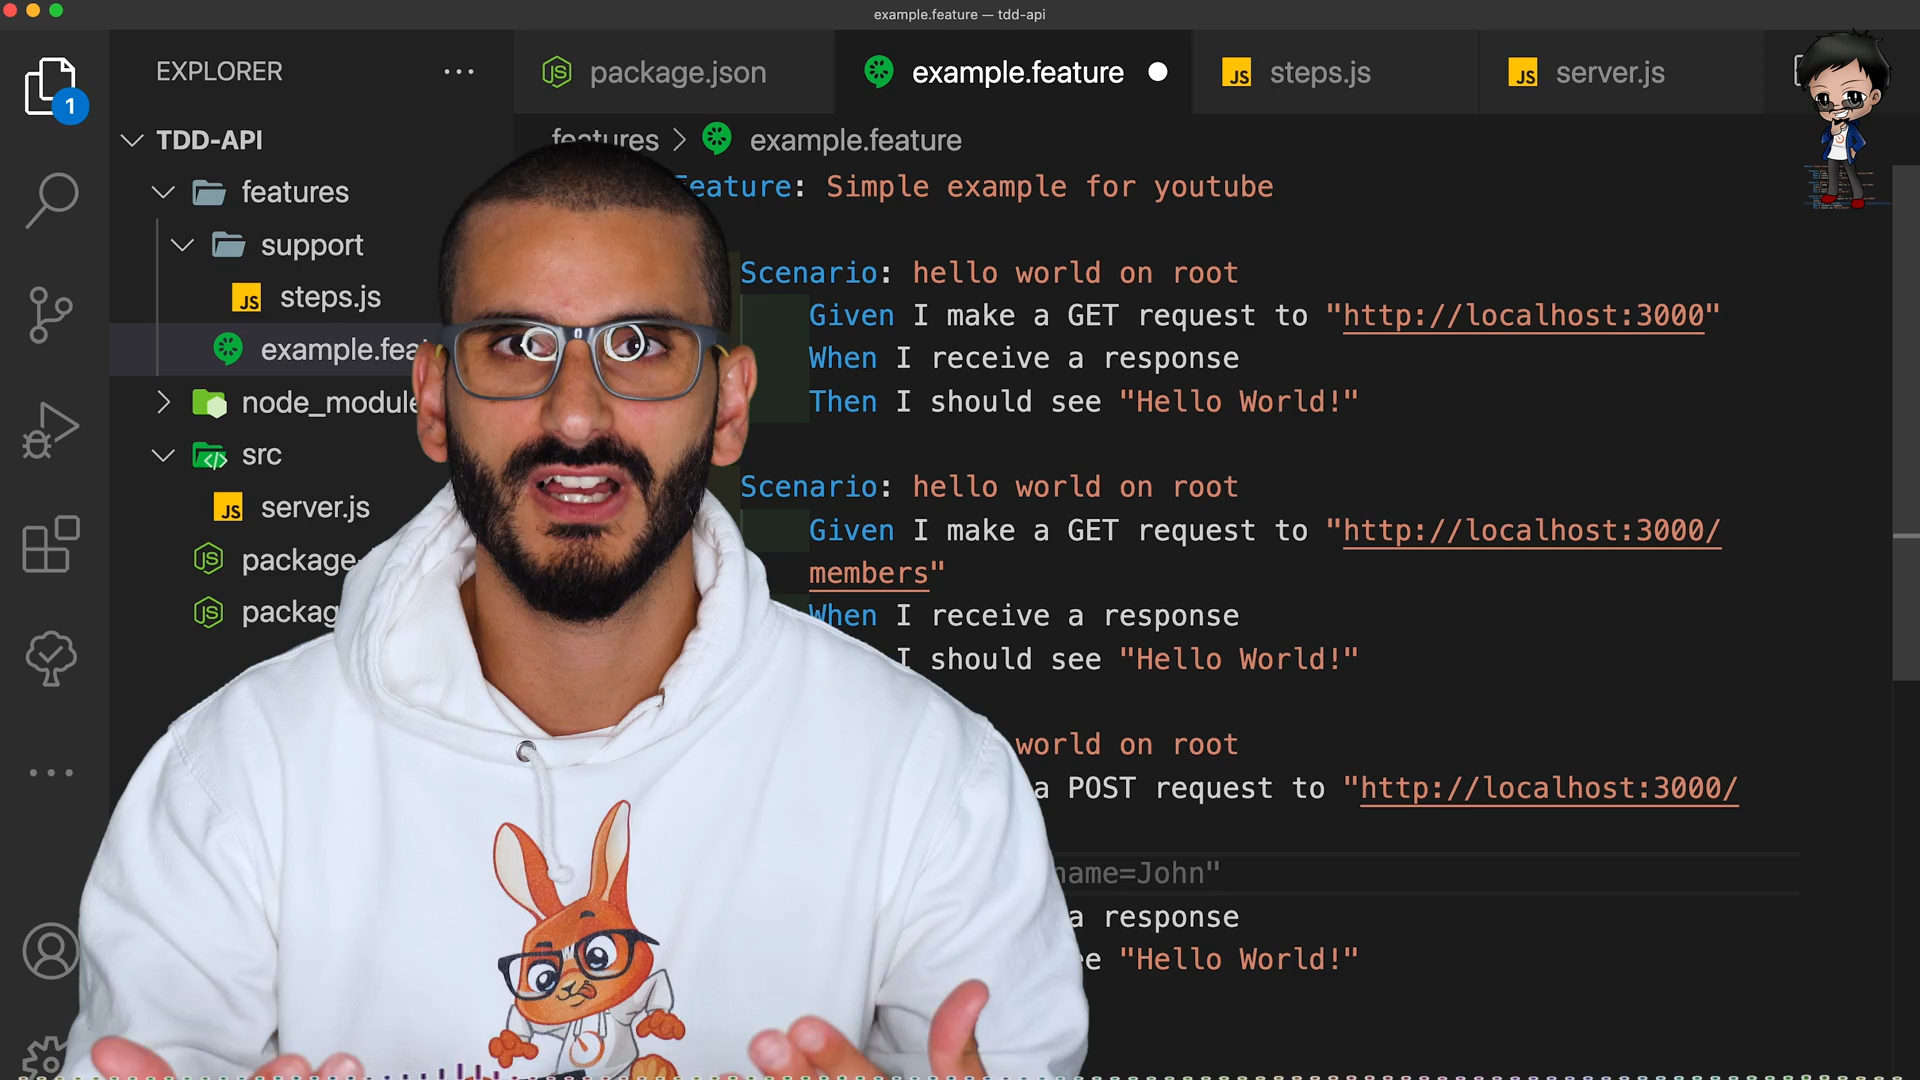 example.feature — tdd-api
EXPLORER
package.json
example.feature
steps.js
server.js
1
TDD-API
features > example.feature
features
support
steps.js
example.fea
node_module
src
server.js
package-
packag
Feature: Simple example for youtube
Scenario: hello world on root
Given I make a GET request to "http://localhost:3000"
When I receive a response
Then I should see "Hello World!"
Scenario: hello world on root
Given I make a GET request to "http://localhost:3000/
members"
When I receive a response
I should see "Hello World!"
world on root
a POST request to "http://localhost:3000/
name=John"
a response
ee "Hello World!"